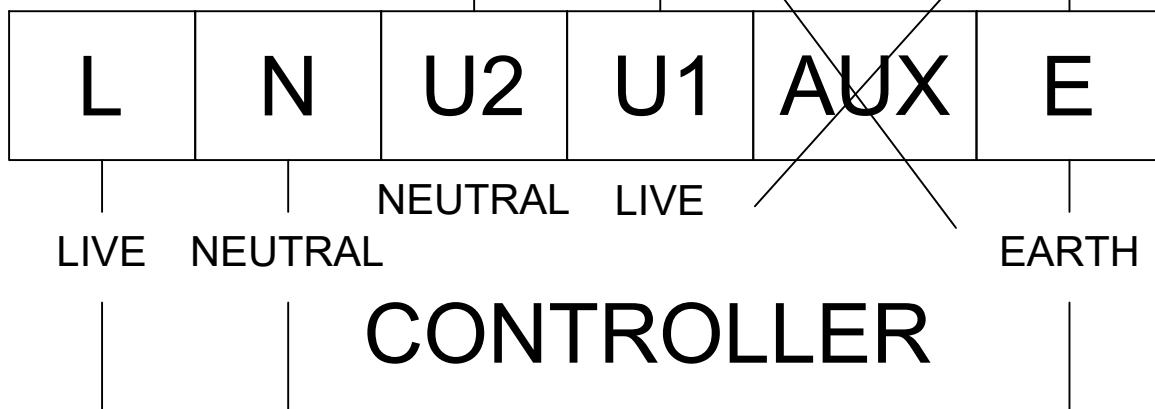 L N U2 U1 AUX E
NEUTRAL LIVE
LIVE NEUTRAL EARTH
CONTROLLER